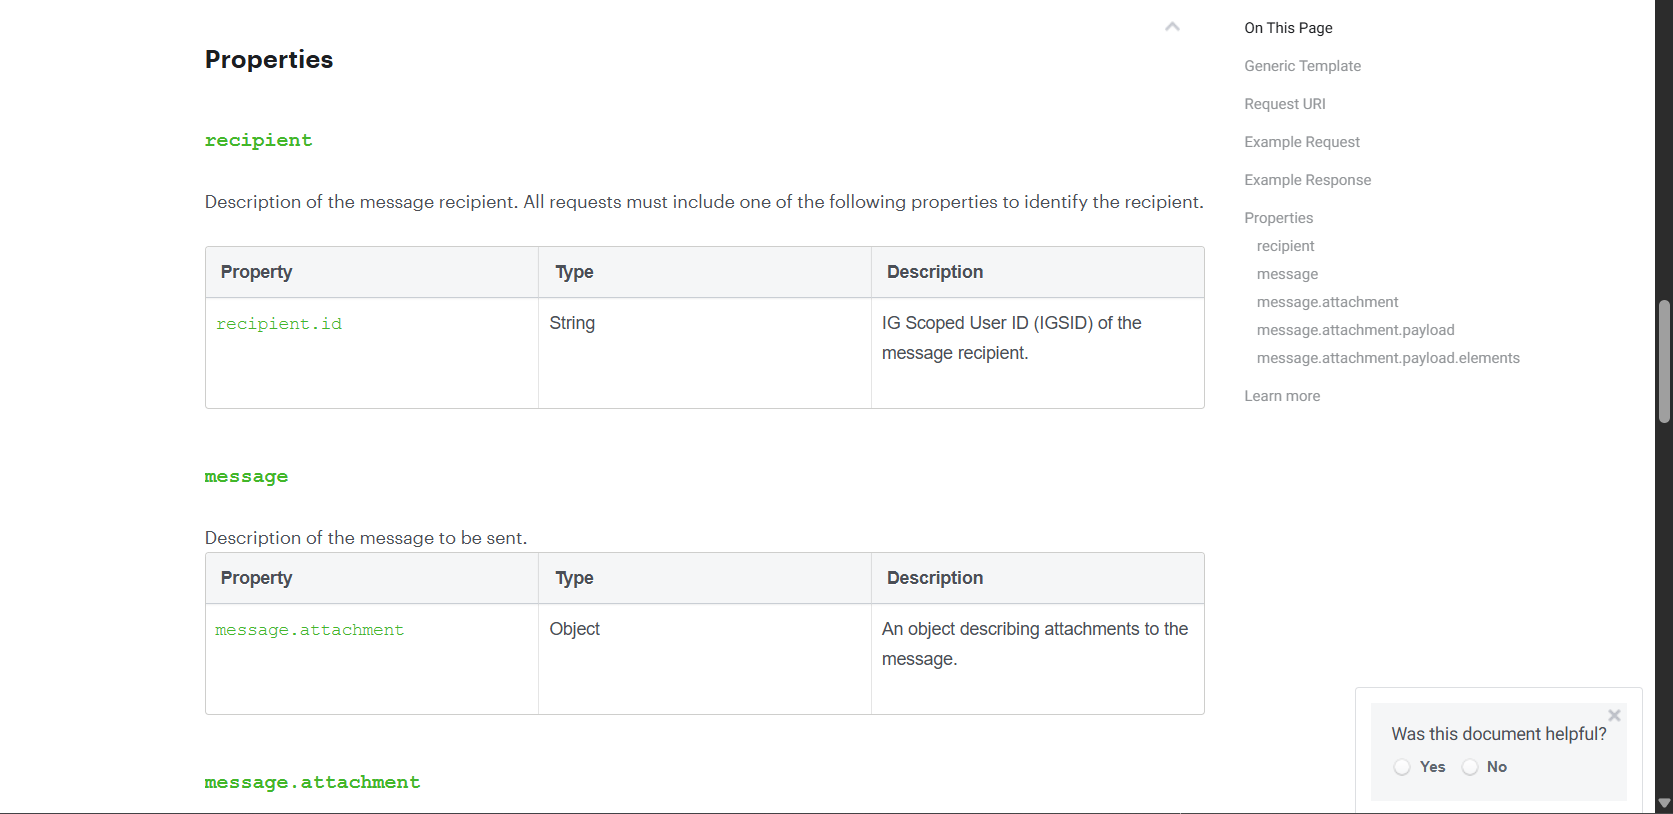 Properties
recipient
Description of the message recipient. All requests must include one of the following properties to identify the recipient.
Property Type Description
recipient.id String IG Scoped User ID (IGSID) of the
message recipient.
message
Description of the message to be sent.
Property Type Description
message.attachment Object An object describing attachments to the
message.
message.attachment
On This Page
Generic Template
Request URI
Example Request
Example Response
Properties
recipient
message
message.attachment
message.attachment.payload
message.attachment.payload.elements
Learn more
Was this document helpful?
Yes No